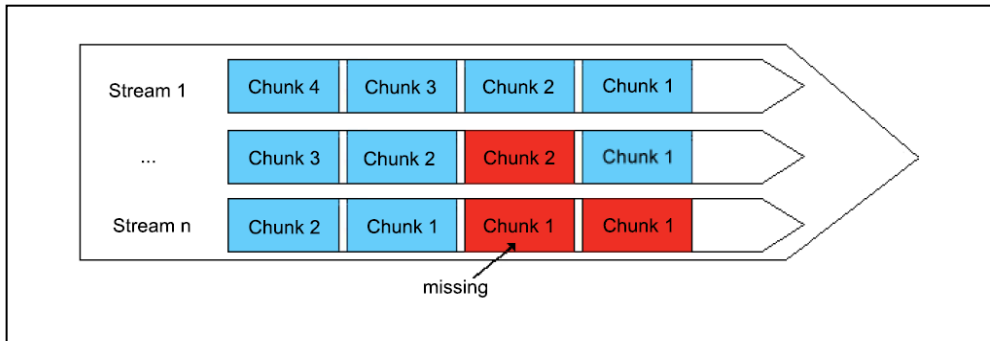 Stream 1 Chunk 4 Chunk 3 Chunk 2 Chunk 1
... Chunk 3 Chunk 2 Chunk 2 Chunk 1
Stream n Chunk 2 Chunk 1 Chunk 1 Chunk 1
missing